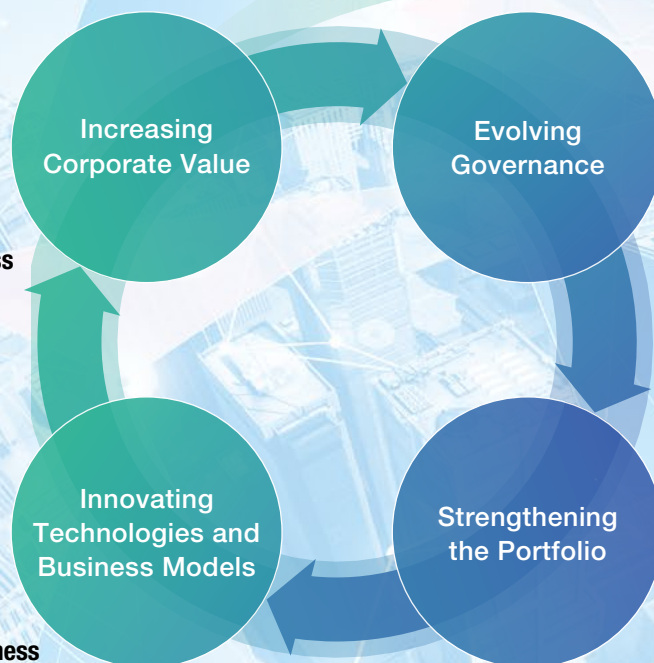 Increasing
Corporate Value
Evolving
Governance
Innovating
Technologies and
Business Models
Strengthening
the Portfolio